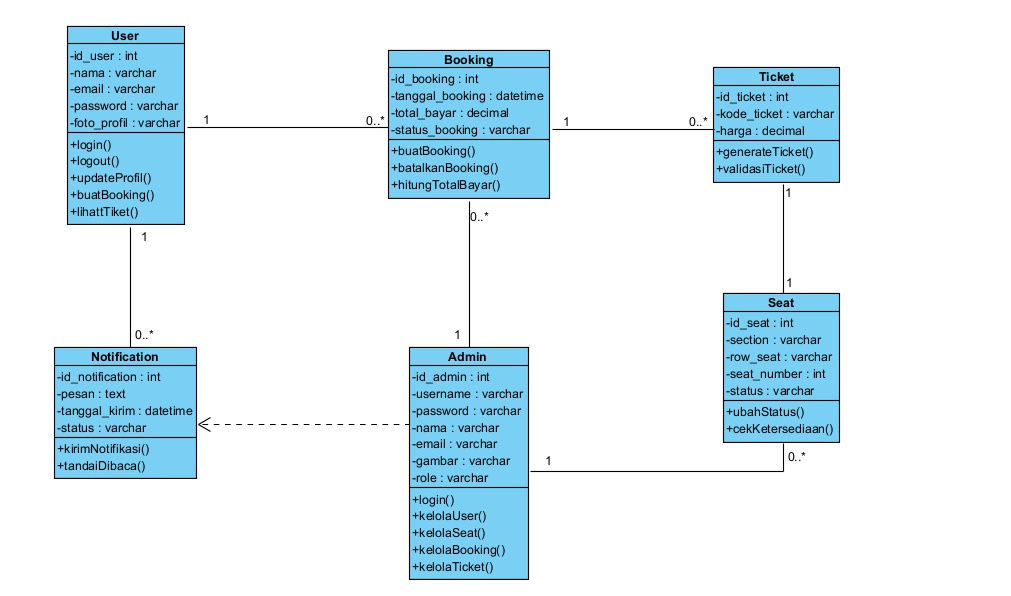 User
-id_user : int
-nama : varchar
-email : varchar
-password : varchar
-foto_profil : varchar
+login()
+logout()
+updateProfil()
+buatBooking()
+lihattTiket()
1
0..*
Booking
-id_booking : int
-tanggal_booking : datetime
-total_bayar : decimal
-status_booking : varchar
+buatBooking()
+batalkanBooking()
+hitungTotalBayar()
1
0..*
Ticket
-id_ticket : int
-kode_ticket : varchar
-harga : decimal
+generateTicket()
+validasiTicket()
1
0..*
0..*
1
1
1
Notification
-id_notification : int
-pesan : text
-tanggal_kirim : datetime
-status : varchar
+kirimNotifikasi()
+tandaiDibaca()
Admin
-id_admin : int
-username : varchar
-password : varchar
-nama : varchar
-email : varchar
-gambar : varchar
-role : varchar
+login()
+kelolaUser()
+kelolaSeat()
+kelolaBooking()
+kelolaTicket()
1
0..*
Seat
-id_seat : int
-section : varchar
-row_seat : varchar
-seat_number : int
-status : varchar
+ubahStatus()
+cekKetersediaan()